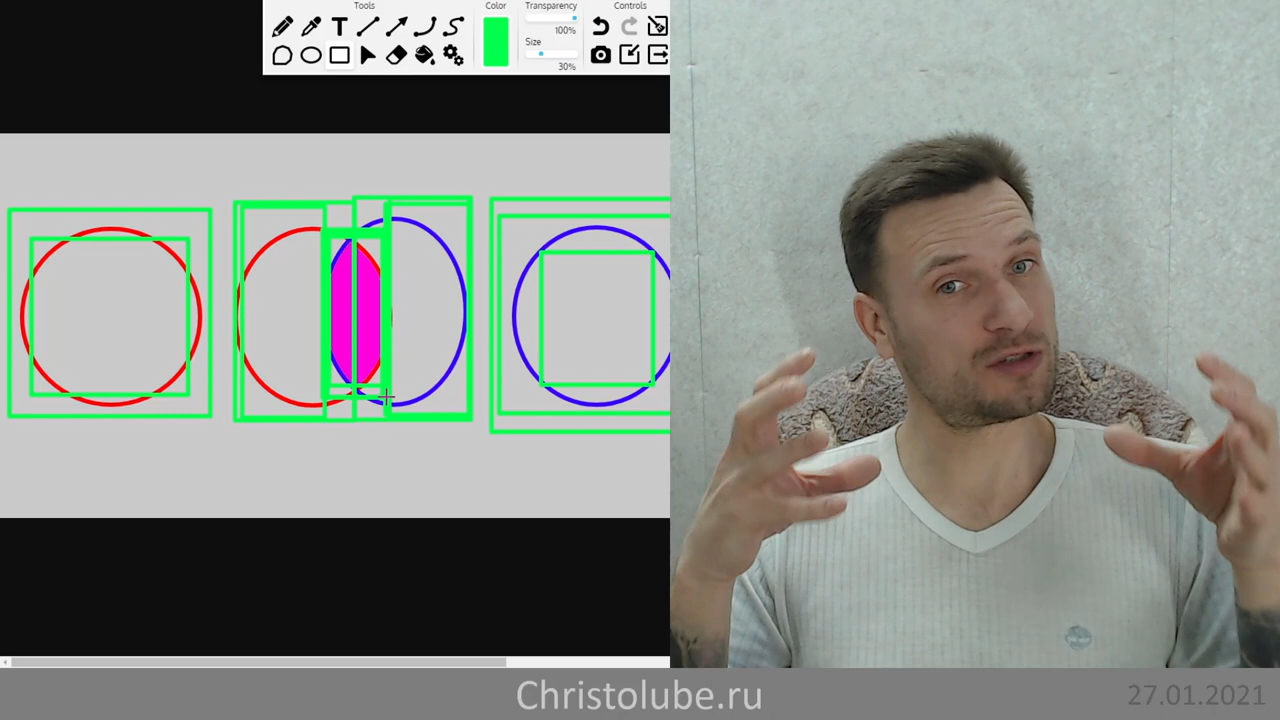 Tools
Color
Transparency
Controls
100%
Size
30%
T
Christolube.ru
27.01.2021